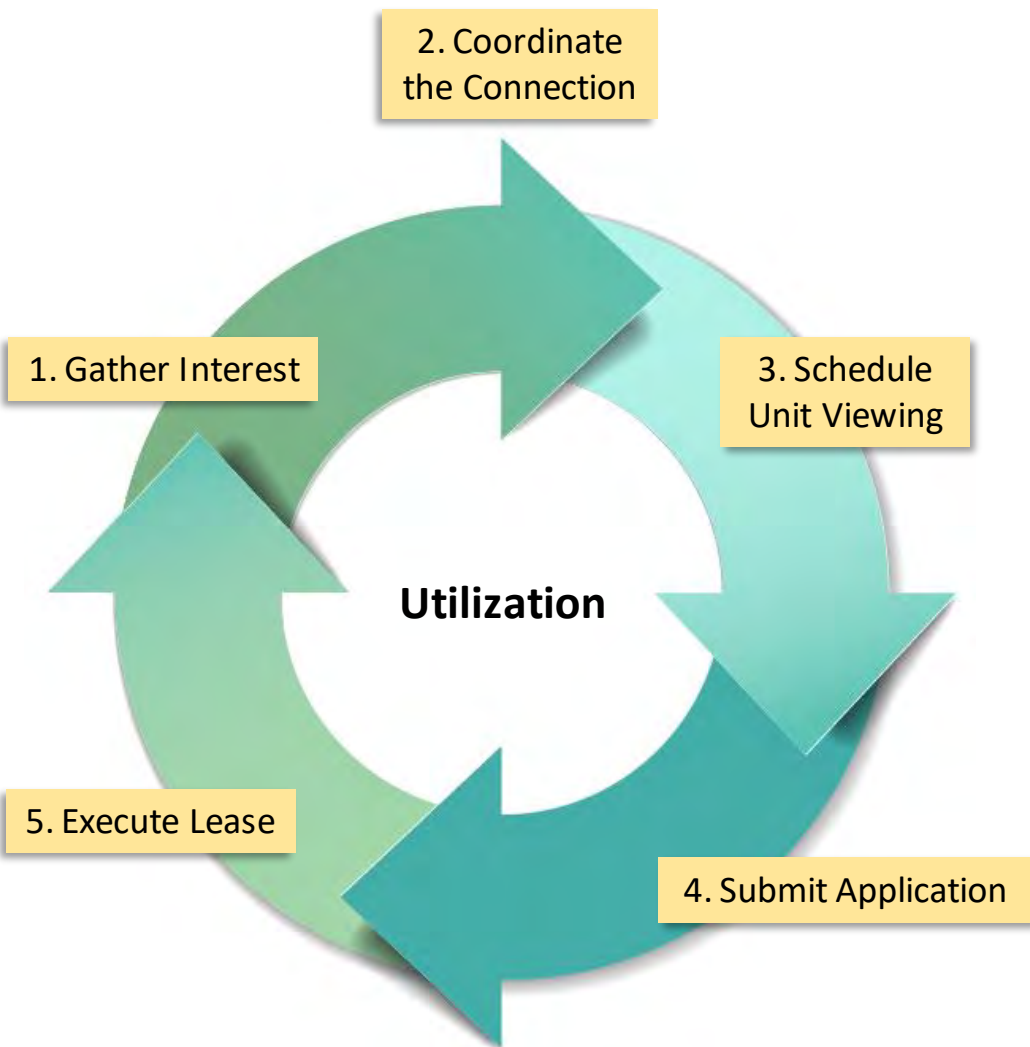 2. Coordinate
the Connection
1. Gather Interest
3. Schedule
Unit Viewing
Utilization
5. Execute Lease
4. Submit Application